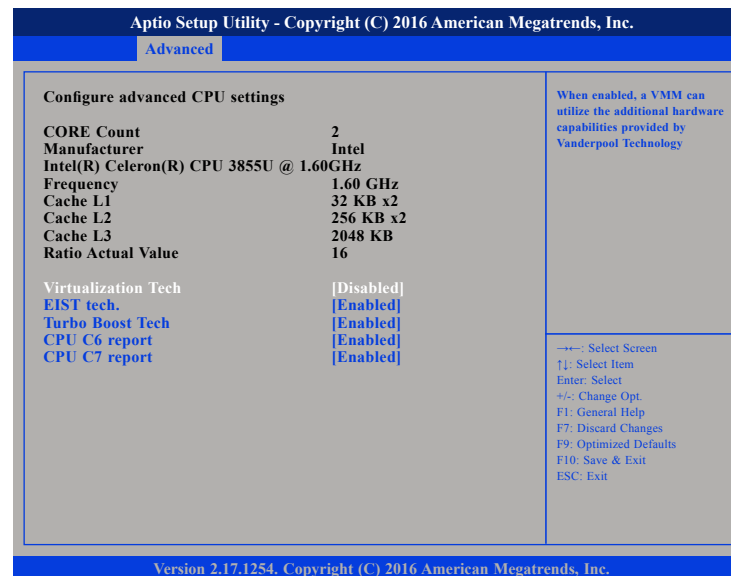 Aptio Setup Utility - Copyright (C) 2016 American Megatrends, Inc.
Advanced
Configure advanced CPU settings
CORE Count 2
Manufacturer Intel
Intel(R) Celeron(R) CPU 3855U @ 1.60GHz
Frequency 1.60 GHz
Cache L1 32 KB x2
Cache L2 256 KB x2
Cache L3 2048 KB
Ratio Actual Value 16
Virtualization Tech [Disabled]
EIST tech. [Enabled]
Turbo Boost Tech [Enabled]
CPU C6 report [Enabled]
CPU C7 report [Enabled]
When enabled, a VMM can
utilize the additional hardware
capabilities provided by
Vanderpool Technology
→←: Select Screen
↑↓: Select Item
Enter: Select
+/-: Change Opt.
F1: General Help
F7: Discard Changes
F9: Optimized Defaults
F10: Save & Exit
ESC: Exit
Version 2.17.1254. Copyright (C) 2016 American Megatrends, Inc.